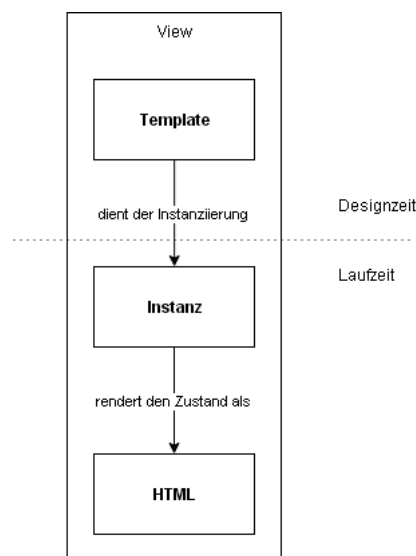 View
Template
dient der Instanziierung
Designzeit
Laufzeit
Instanz
rendert den Zustand als
HTML